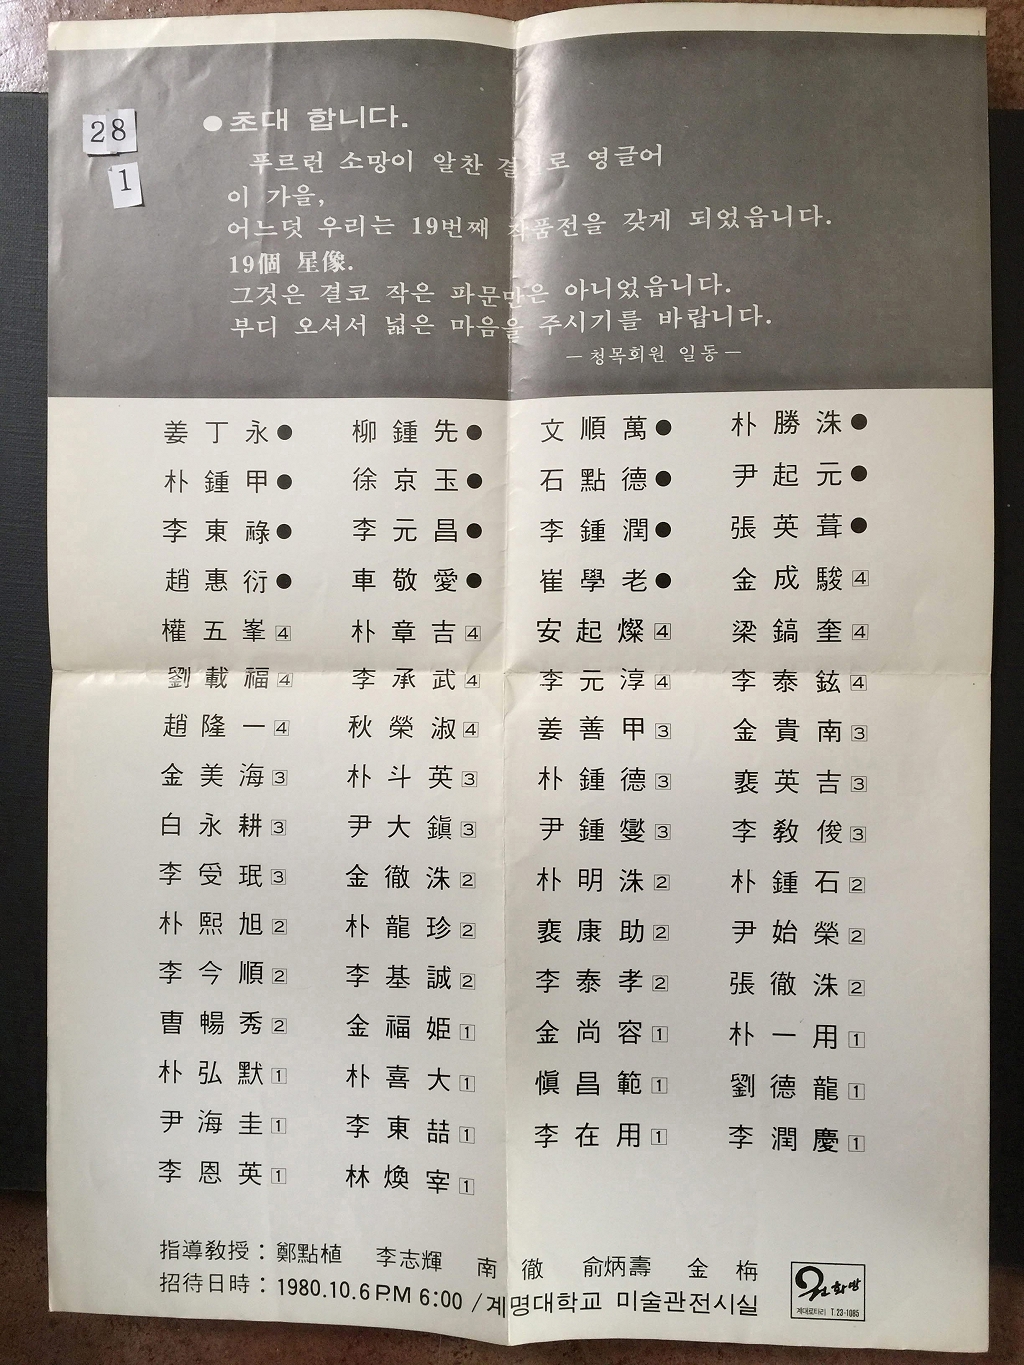 28
1
●초대 합니다.
푸르런 소망이 알찬 결실로 영글어
이 가을,
어느덧 우리는 19번째 작품전을 갖게 되었읍니다.
19個 星像.
그것은 결코 작은 파문만은 아니었읍니다.
부디 오셔서 넓은 마음을 주시기를 바랍니다.
— 청목회원 일동 —
姜丁永● 柳鍾先● 文順萬● 朴勝洙●
朴鍾甲● 徐京玉● 石點德● 尹起元●
李東祿● 李元昌● 李鍾潤● 張英葺●
趙惠衍● 車敬愛● 崔學老● 金成駿4
權五峯4 朴章吉4 安起燦4 梁鎬奎4
劉載福4 李承武4 李元淳4 李泰鉉4
趙隆一4 秋榮淑4 姜善甲3 金貴南3
金美海3 朴斗英3 朴鍾德3 裵英吉3
白永耕3 尹大鎭3 尹鍾燮3 李敎俊3
李受珉3 金徹洙2 朴明洙2 朴鍾石2
朴熙旭2 朴龍珍2 裵康助2 尹始榮2
李今順2 李基誠2 李泰孝2 張徹洙2
曺暢秀2 金福姬1 金尚容1 朴一用1
朴弘默1 朴喜大1 愼昌範1 劉德龍1
尹海圭1 李東喆1 李在用1 李潤慶1
李恩英1 林煥宰1
指導敎授 : 鄭點植 李志輝 南徹 俞炳壽 金梅
招待日時 : 1980.10.6 P.M 6:00 / 계명대학교 미술관전시실
화방
계대로타리 T.23-1085